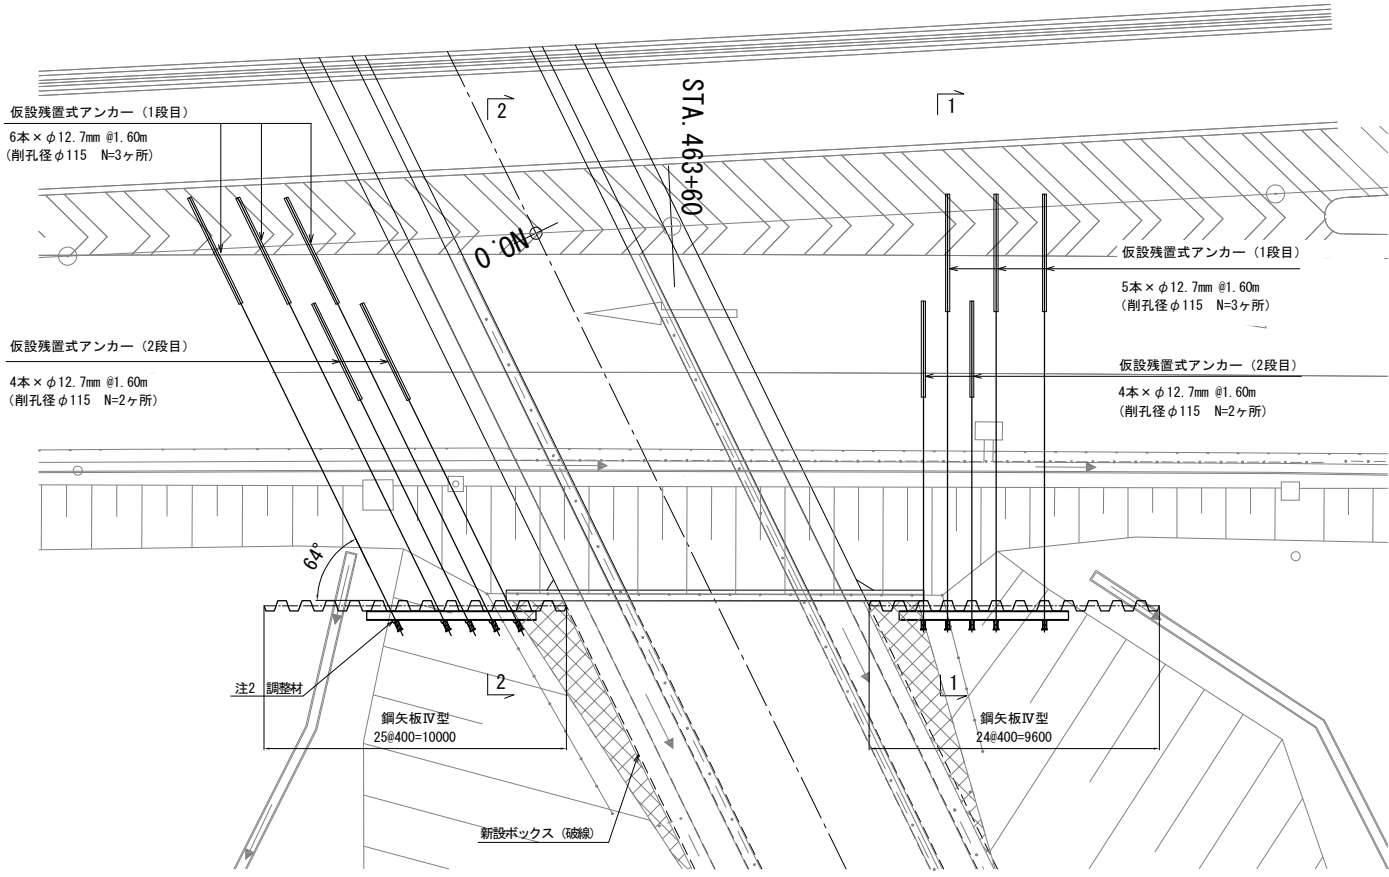 仮設残置式アンカー（1段目）
6本×φ12.7mm @1.60m
（削孔径φ115　N=3ヶ所）
2
STA. 463+60
1
NO. 0
仮設残置式アンカー（1段目）
5本×φ12.7mm @1.60m
（削孔径φ115　N=3ヶ所）
仮設残置式アンカー（2段目）
4本×φ12.7mm @1.60m
（削孔径φ115　N=2ヶ所）
仮設残置式アンカー（2段目）
4本×φ12.7mm @1.60m
（削孔径φ115　N=2ヶ所）
64°
注2　調整材
2
1
鋼矢板Ⅳ型
25@400=10000
鋼矢板Ⅳ型
24@400=9600
新設ボックス（破線）